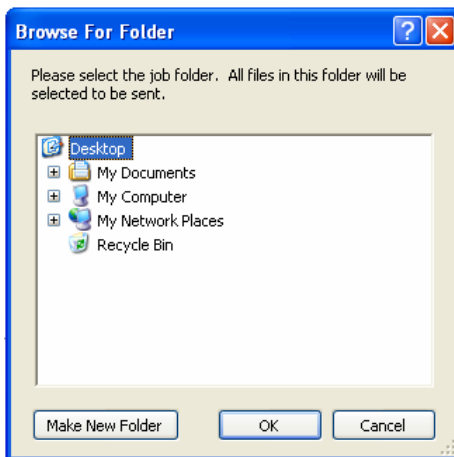 Browse For Folder
Please select the job folder. All files in this folder will be
selected to be sent.
Desktop
My Documents
My Computer
My Network Places
Recycle Bin
Make New Folder OK Cancel